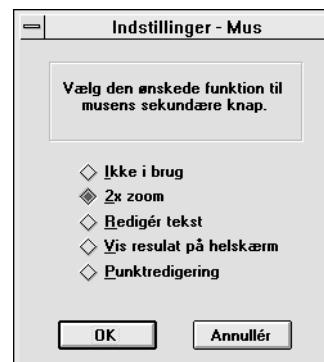 Indstillinger - Mus
Vælg den ønskede funktion til
musens sekundære knap.
Ikke i brug
2x zoom
Redigér tekst
Vis resulat på helskærm
Punktredigering
OK
Annullér